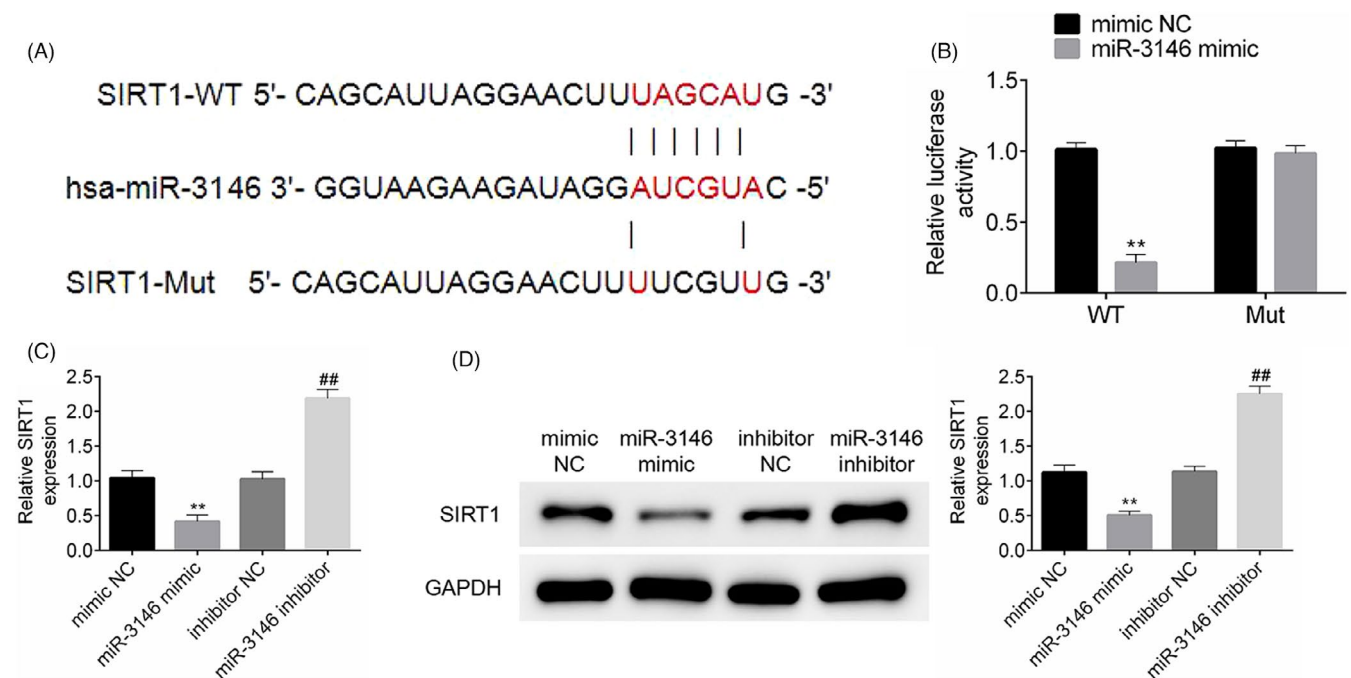 (A)
SIRT1-WT 5'- CAGCAUUAGGAACUUUAGCAUG -3'
hsa-miR-3146 3'- GGUAAGAAGAUAGGAUCGUAC -5'
SIRT1-Mut 5'- CAGCAUUAGGAACUUUUCGUUG -3'
(B)
mimic NC
miR-3146 mimic
Relative luciferase
activity
1.5
1.0
0.5
0.0
**
WT
Mut
(C)
Relative SIRT1
expression
2.5
2.0
1.5
1.0
0.5
0.0
**
##
mimic NC
miR-3146 mimic
inhibitor NC
miR-3146 inhibitor
(D)
mimic
NC
miR-3146
mimic
inhibitor
NC
miR-3146
inhibitor
SIRT1
GAPDH
Relative SIRT1
expression
2.5
2.0
1.5
1.0
0.5
0.0
**
##
mimic NC
miR-3146 mimic
inhibitor NC
miR-3146 inhibitor